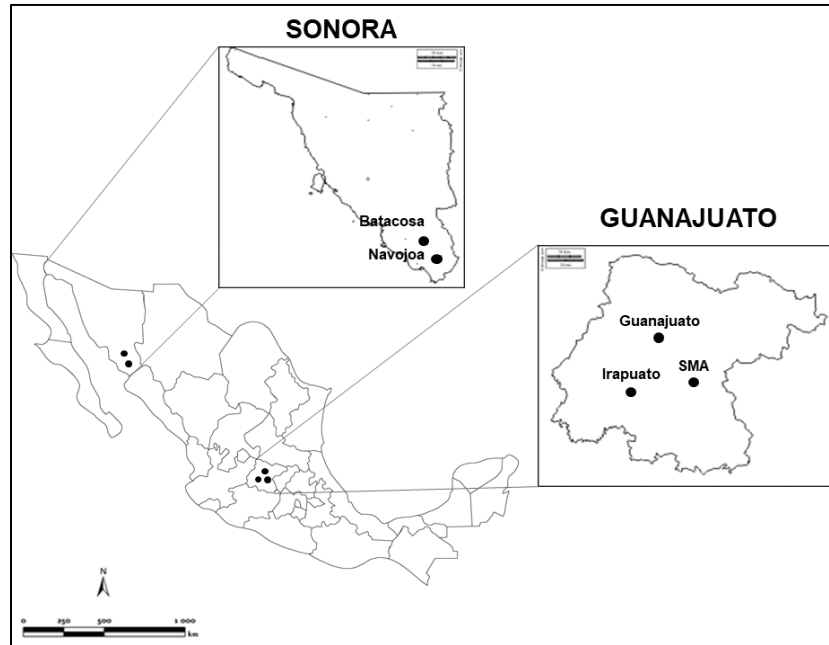 SONORA
Batacosa
Navojoa
GUANAJUATO
Guanajuato
SMA
Irapuato
N
0 250 500 1 000
km